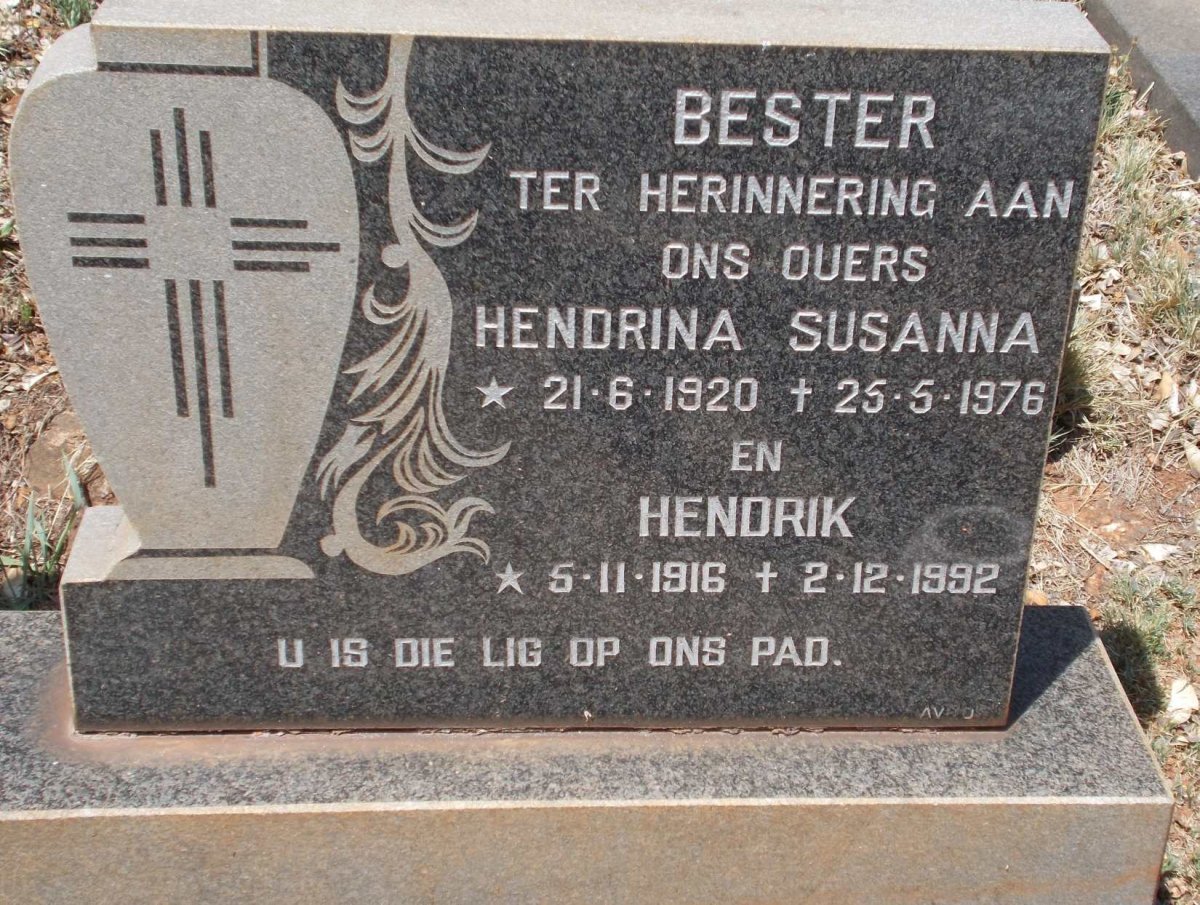 BESTER
TER HERINNERING AAN
ONS OUERS
HENDRINA SUSANNA
★ 21·6·1920 ✝ 25·5·1976
EN
HENDRIK
★ 5·11·1916 ✝ 2·12·1992
U IS DIE LIG OP ONS PAD.